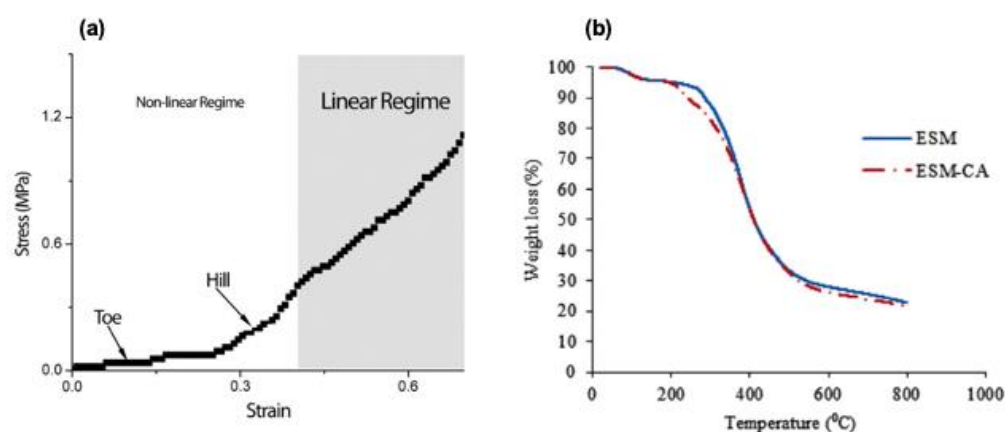 (a)
Non-linear Regime
Linear Regime
Stress (MPa)
1.2
0.6
0.0
Toe
Hill
0.0
0.3
0.6
Strain
(b)
Weight loss (%)
100
90
80
70
60
50
40
30
20
10
0
ESM
ESM-CA
0
200
400
600
800
1000
Temperature (⁰C)